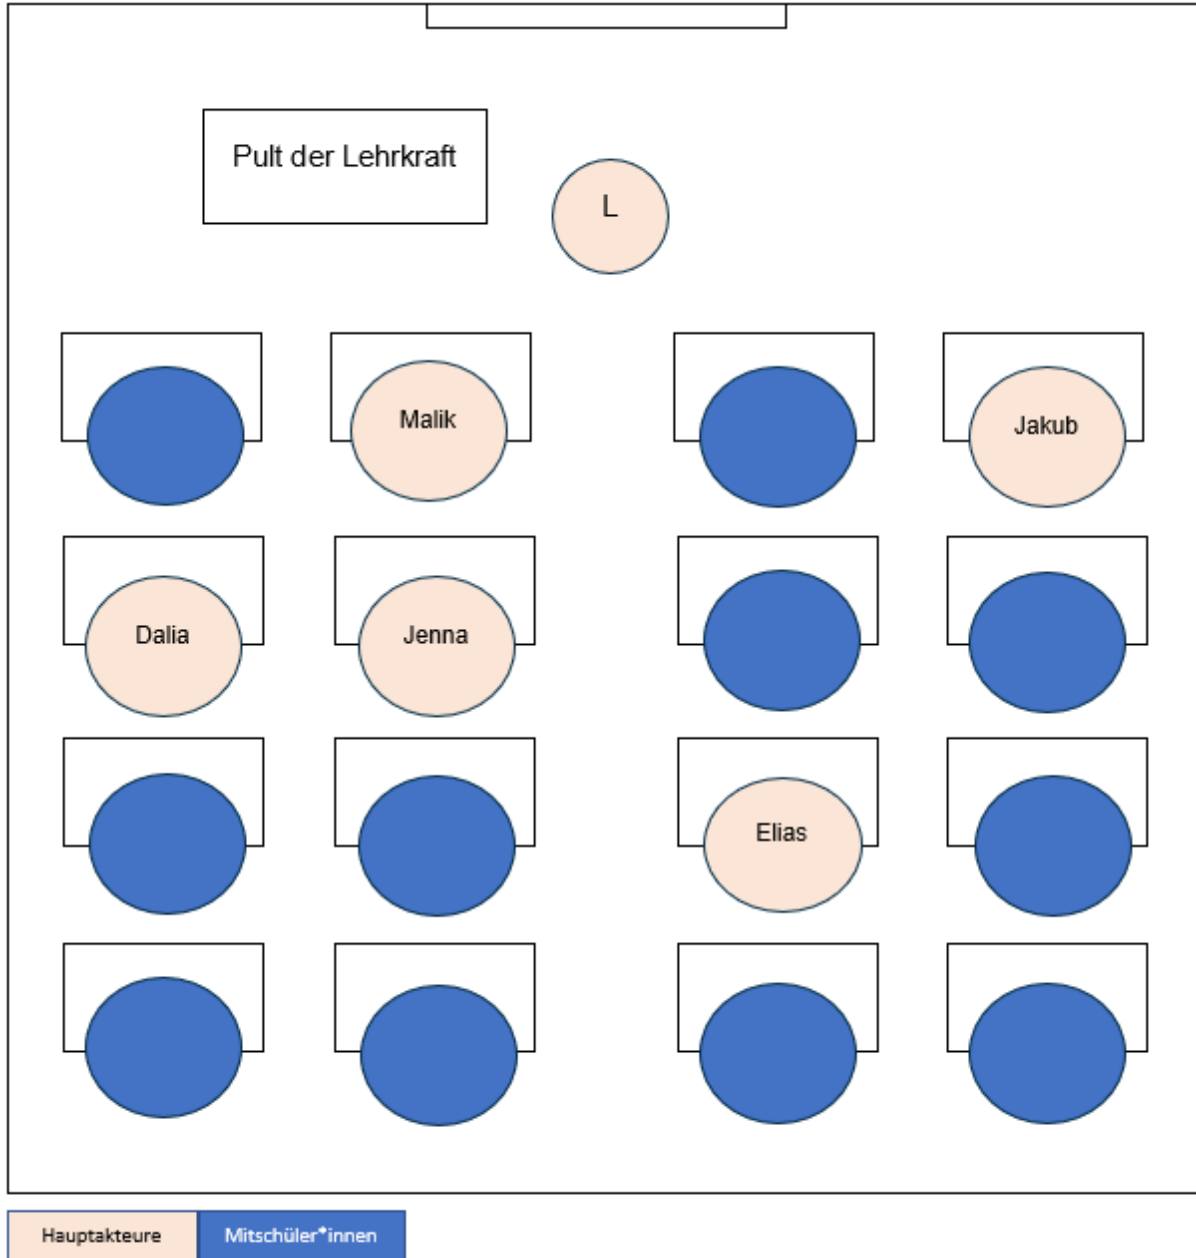 Pult der Lehrkraft
L
Malik
Jakub
Dalia
Jenna
Elias
Hauptakteure
Mitschüler*innen